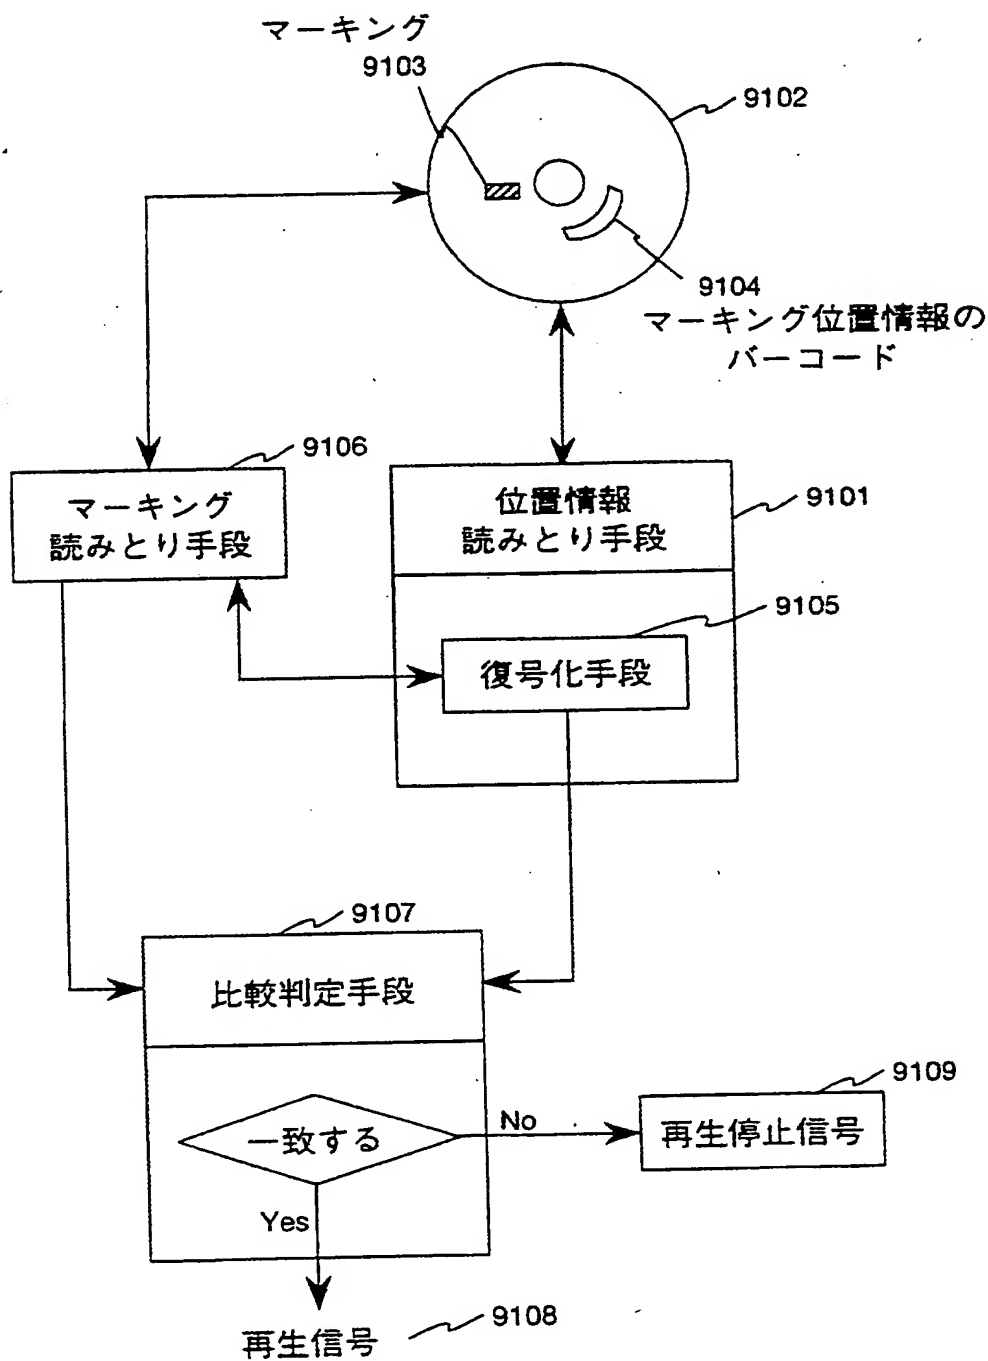 マーキング
9103
9102
9104
マーキング位置情報の
バーコード
9106
マーキング
読みとり手段
9101
位置情報
読みとり手段
9105
復号化手段
9107
比較判定手段
一致する
No
9109
再生停止信号
Yes
9108
再生信号